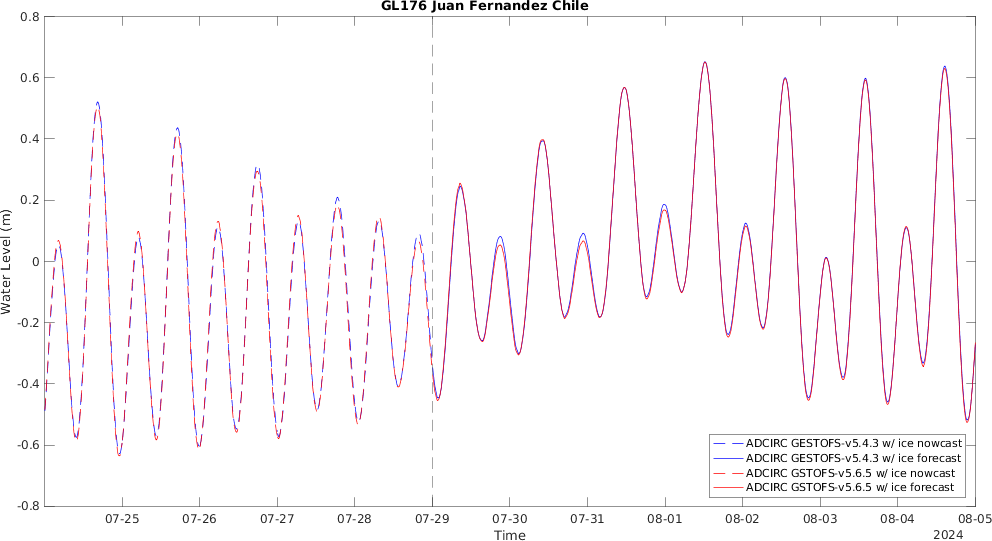 GL176 Juan Fernandez Chile
0.8
0.6
0.4
0.2
0
-0.2
-0.4
-0.6
-0.8
Water Level (m)
ADCIRC GESTOFS-v5.4.3 w/ ice nowcast
ADCIRC GESTOFS-v5.4.3 w/ ice forecast
ADCIRC GSTOFS-v5.6.5 w/ ice nowcast
ADCIRC GSTOFS-v5.6.5 w/ ice forecast
07-25 07-26 07-27 07-28 07-29 07-30 07-31 08-01 08-02 08-03 08-04 08-05
Time
2024